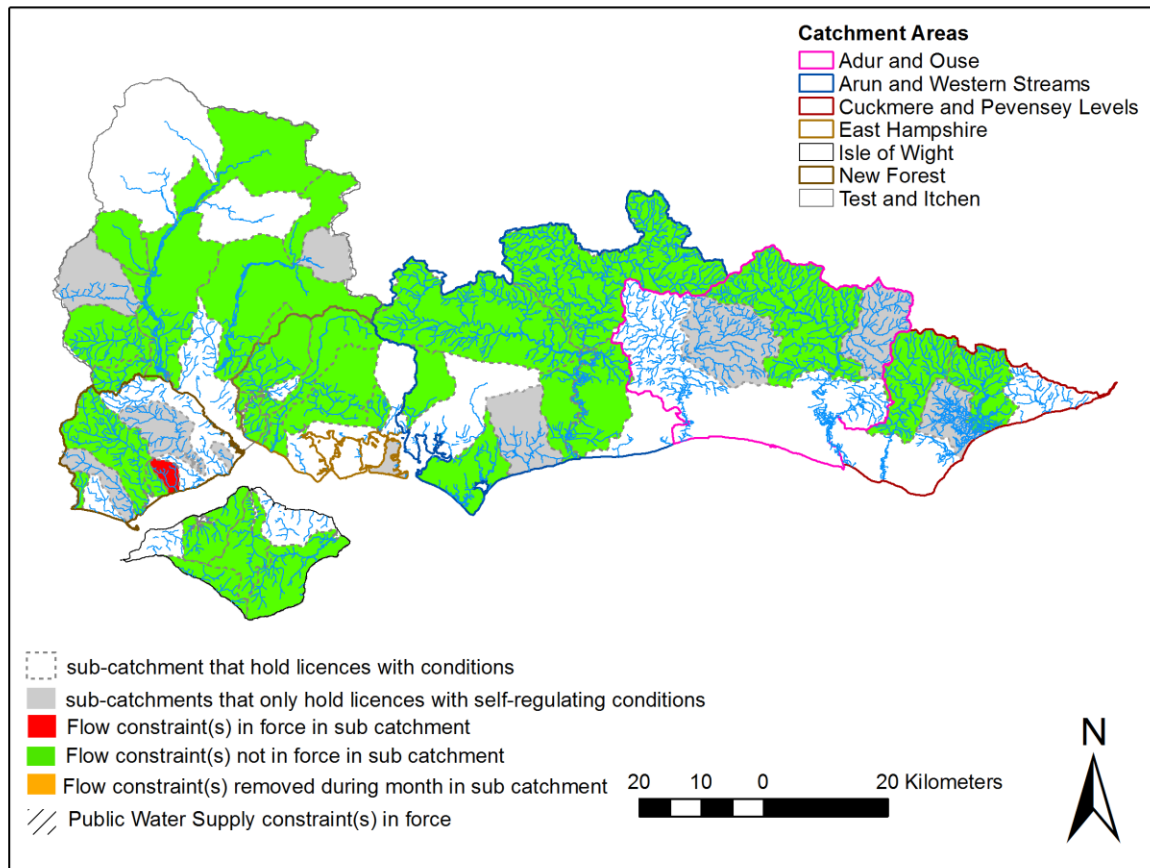 Catchment Areas
Adur and Ouse
Arun and Western Streams
Cuckmere and Pevensey Levels
East Hampshire
Isle of Wight
New Forest
Test and Itchen
sub-catchment that hold licences with conditions
sub-catchments that only hold licences with self-regulating conditions
Flow constraint(s) in force in sub catchment
Flow constraint(s) not in force in sub catchment
Flow constraint(s) removed during month in sub catchment
Public Water Supply constraint(s) in force
20 10 0 20 Kilometers
N